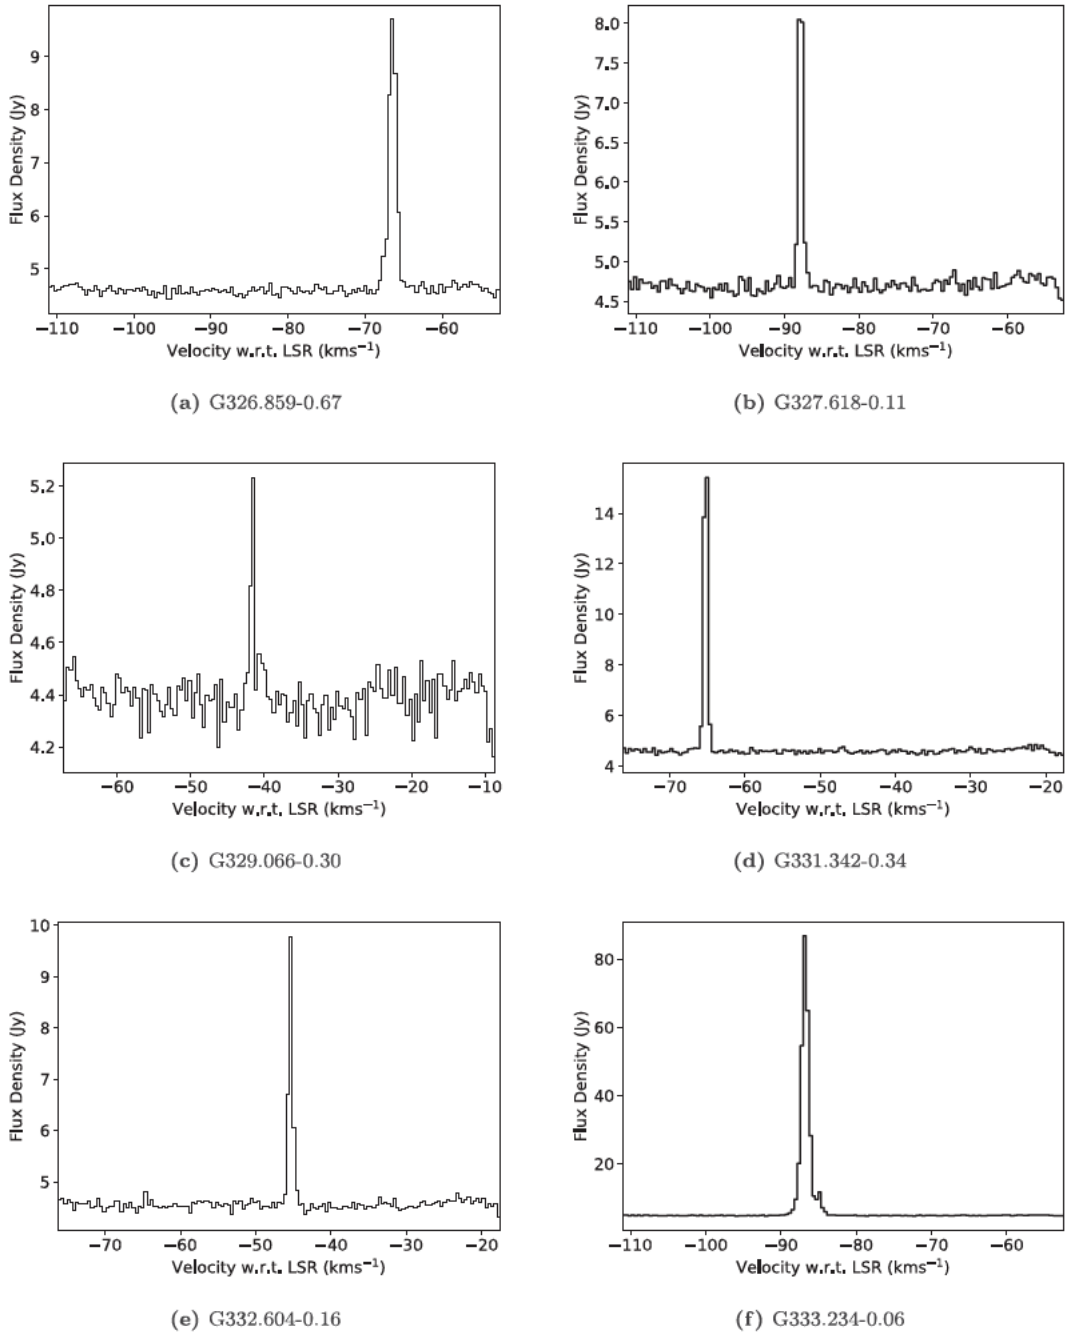 9
8
7
6
5
Flux Density (Jy)
−110 −100 −90 −80 −70 −60
Velocity w.r.t. LSR (kms⁻¹)
(a) G326.859-0.67
8.0
7.5
7.0
6.5
6.0
5.5
5.0
4.5
Flux Density (Jy)
−110 −100 −90 −80 −70 −60
Velocity w.r.t. LSR (kms⁻¹)
(b) G327.618-0.11
5.2
5.0
4.8
4.6
4.4
4.2
Flux Density (Jy)
−60 −50 −40 −30 −20 −10
Velocity w.r.t. LSR (kms⁻¹)
(c) G329.066-0.30
14
12
10
8
6
4
Flux Density (Jy)
−70 −60 −50 −40 −30 −20
Velocity w.r.t. LSR (kms⁻¹)
(d) G331.342-0.34
10
9
8
7
6
5
Flux Density (Jy)
−70 −60 −50 −40 −30 −20
Velocity w.r.t. LSR (kms⁻¹)
(e) G332.604-0.16
80
60
40
20
Flux Density (Jy)
−110 −100 −90 −80 −70 −60
Velocity w.r.t. LSR (kms⁻¹)
(f) G333.234-0.06